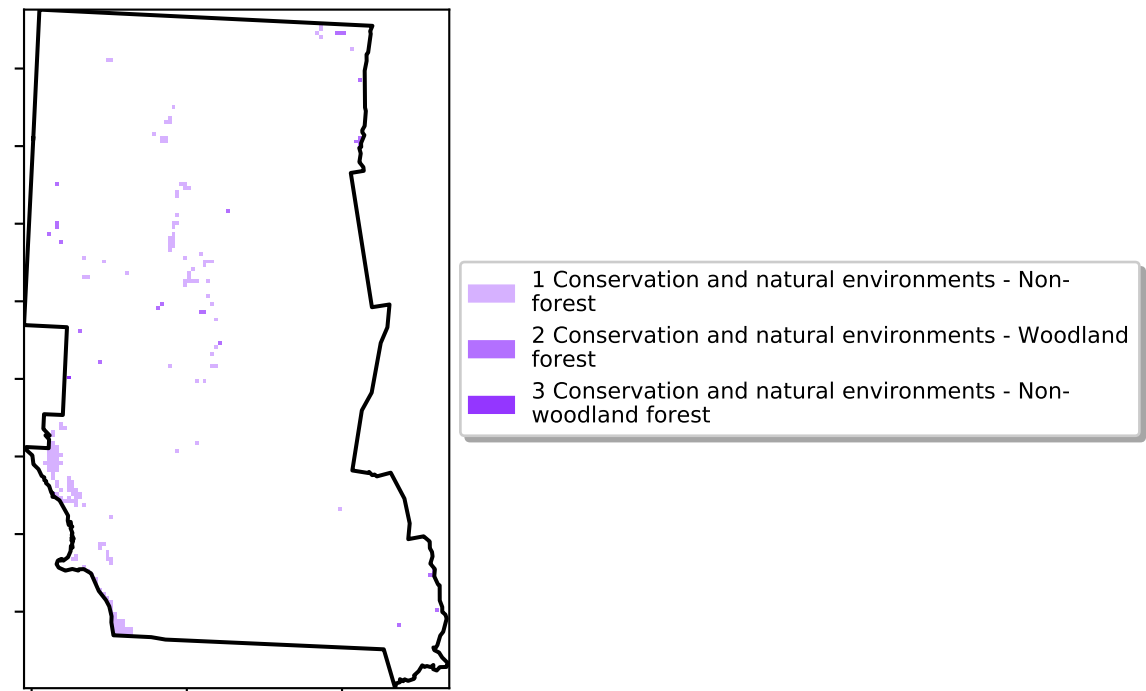 1 Conservation and natural environments - Non-
forest
2 Conservation and natural environments - Woodland
forest
3 Conservation and natural environments - Non-
woodland forest